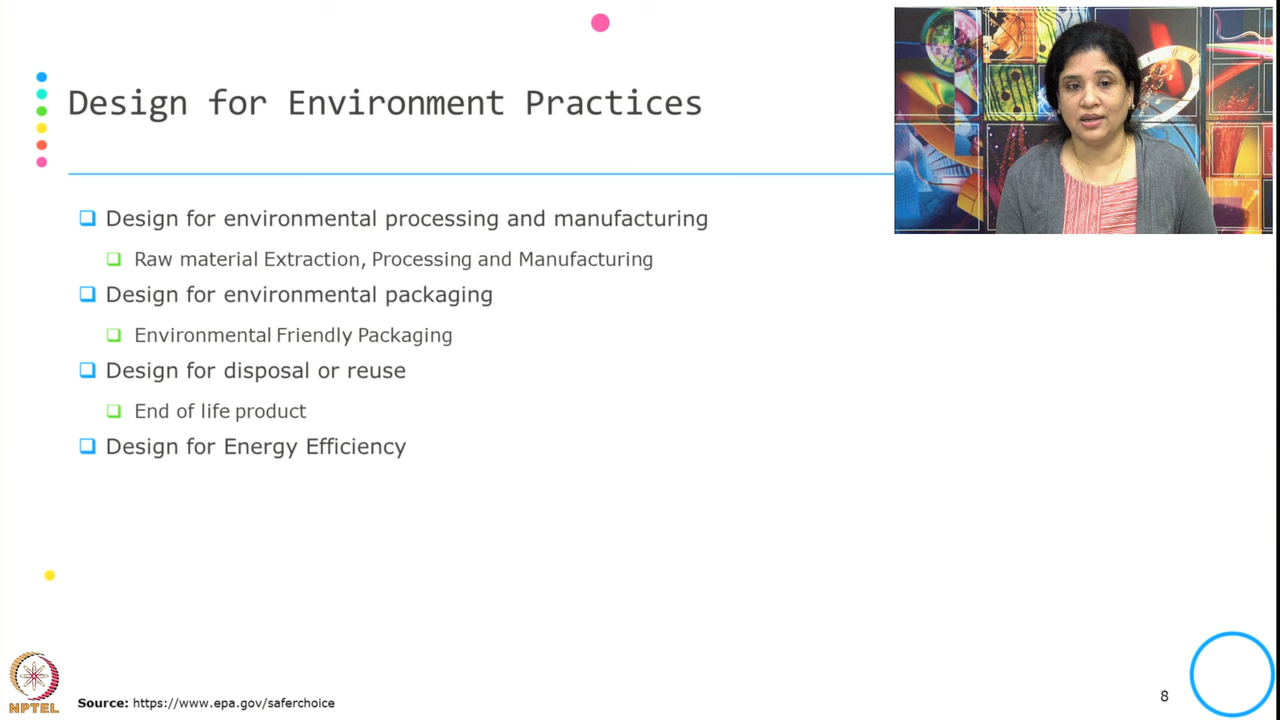 Design for Environment Practices
Design for environmental processing and manufacturing
Raw material Extraction, Processing and Manufacturing
Design for environmental packaging
Environmental Friendly Packaging
Design for disposal or reuse
End of life product
Design for Energy Efficiency
NPTEL
Source: https://www.epa.gov/saferchoice
8